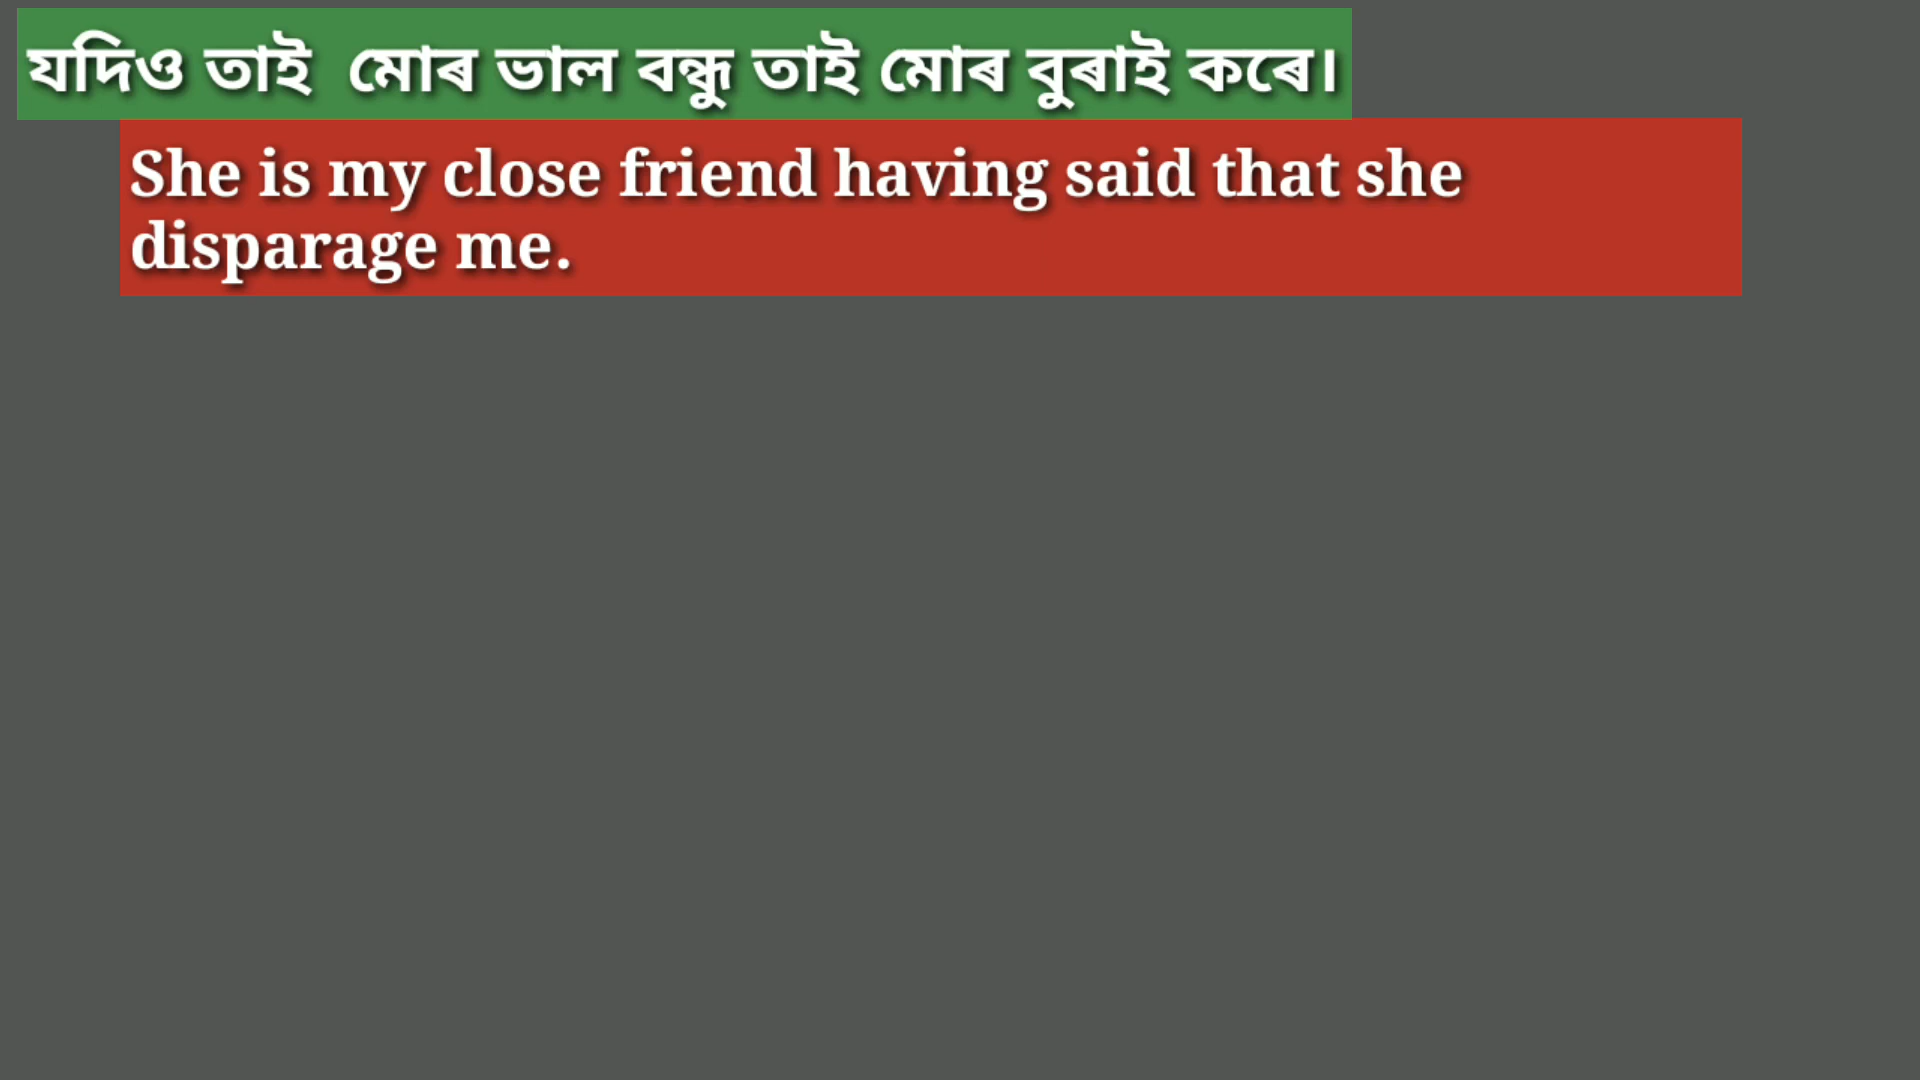 যদিও তাই  মোৰ ভাল বন্ধু তাই মোৰ বুৰাই কৰে।
She is my close friend having said that she
disparage me.